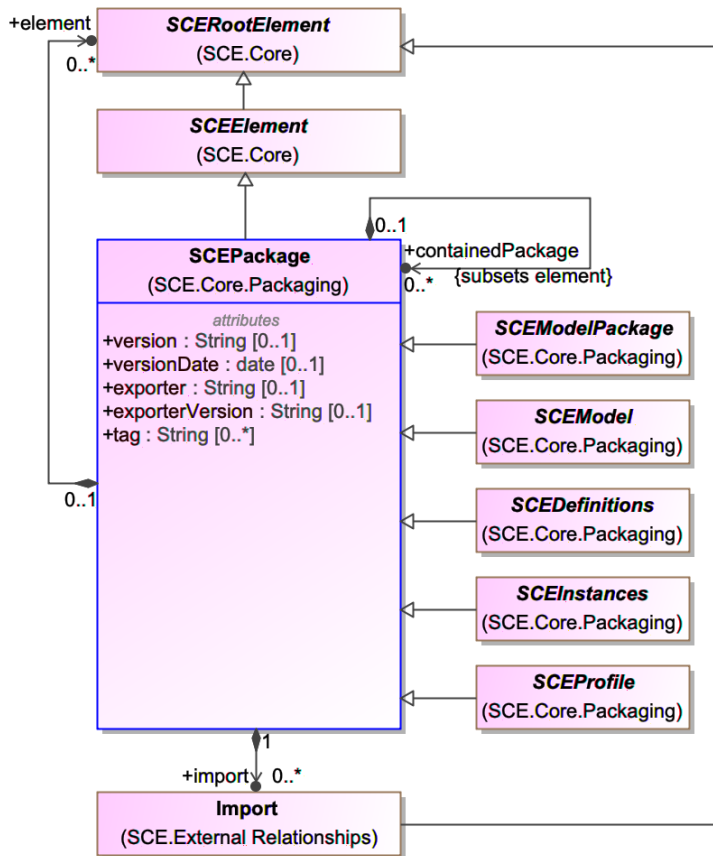 +element
SCERootElement
(SCE.Core)
0..*
SCEElement
(SCE.Core)
0..1
SCEPackage
(SCE.Core.Packaging)
+containedPackage
{subsets element}
0..*
attributes
+version : String [0..1]
+versionDate : date [0..1]
+exporter : String [0..1]
+exporterVersion : String [0..1]
+tag : String [0..*]
SCEModelPackage
(SCE.Core.Packaging)
SCEModel
(SCE.Core.Packaging)
0..1
SCEDefinitions
(SCE.Core.Packaging)
SCEInstances
(SCE.Core.Packaging)
SCEProfile
(SCE.Core.Packaging)
1
+import 0..*
Import
(SCE.External Relationships)